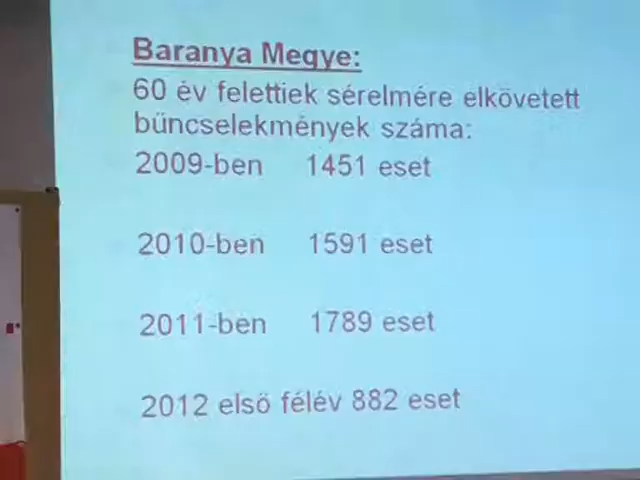 Baranya Megye:
60 év felettiek sérelmére elkövetett
bűncselekmények száma:
2009-ben 1451 eset
2010-ben 1591 eset
2011-ben 1789 eset
2012 első félév 882 eset